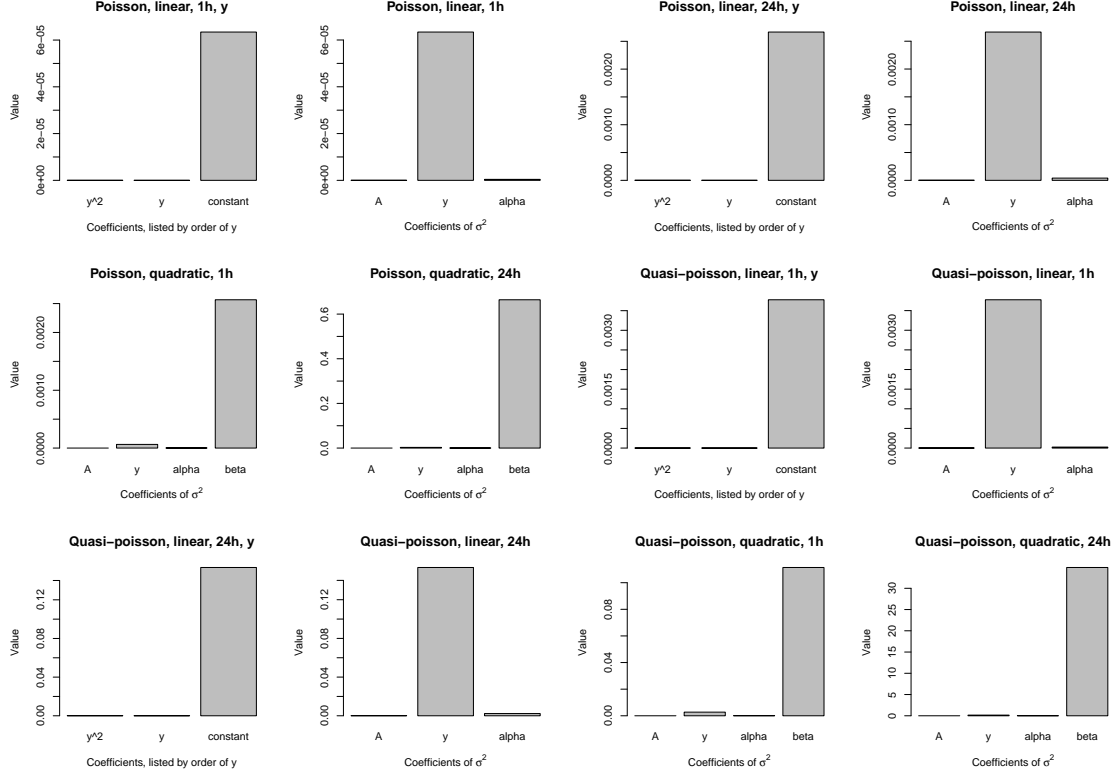 Poisson, linear, 1h, y
Value
0e+00 2e−05 4e−05 6e−05
y^2 y constant
Coefficients, listed by order of y
Poisson, linear, 1h
Value
0e+00 2e−05 4e−05 6e−05
A y alpha
Coefficients of σ²
Poisson, linear, 24h, y
Value
0.0000 0.0010 0.0020
y^2 y constant
Coefficients, listed by order of y
Poisson, linear, 24h
Value
0.0000 0.0010 0.0020
A y alpha
Coefficients of σ²
Poisson, quadratic, 1h
Value
0.0000 0.0010 0.0020
A y alpha beta
Coefficients of σ²
Poisson, quadratic, 24h
Value
0.0 0.2 0.4 0.6
A y alpha beta
Coefficients of σ²
Quasi−poisson, linear, 1h, y
Value
0.0000 0.0015 0.0030
y^2 y constant
Coefficients, listed by order of y
Quasi−poisson, linear, 1h
Value
0.0000 0.0015 0.0030
A y alpha
Coefficients of σ²
Quasi−poisson, linear, 24h, y
Value
0.00 0.04 0.08 0.12
y^2 y constant
Coefficients, listed by order of y
Quasi−poisson, linear, 24h
Value
0.00 0.04 0.08 0.12
A y alpha
Coefficients of σ²
Quasi−poisson, quadratic, 1h
Value
0.00 0.04 0.08
A y alpha beta
Coefficients of σ²
Quasi−poisson, quadratic, 24h
Value
0 5 10 15 20 25 30
A y alpha beta
Coefficients of σ²